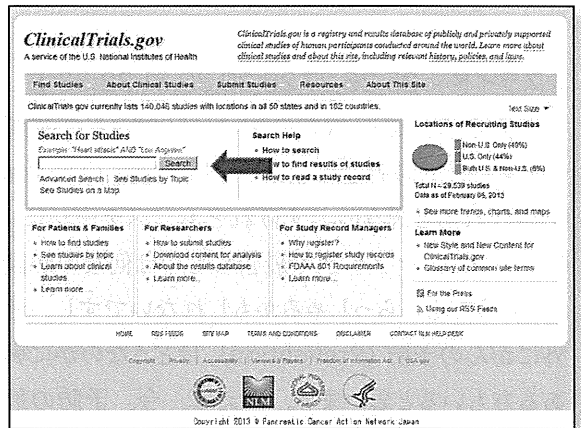 ClinicalTrials.gov
A service of the U.S. National Institutes of Health
ClinicalTrials.gov is a registry and results database of publicly and privately supported
clinical studies of human participants conducted around the world. Learn more about
clinical studies and about this site, including relevant history, policies, and laws.
Find Studies
About Clinical Studies
Submit Studies
Resources
About This Site
ClinicalTrials.gov currently lists 140,046 studies with locations in all 50 states and in 182 countries.
Text Size
Search for Studies
Example: "Heart attack" AND "Los Angeles"
Search
Advanced Search | See Studies by Topic
See Studies on a Map
Search Help
How to search
How to find results of studies
How to read a study record
Locations of Recruiting Studies
Non-U.S. Only (49%)
U.S. Only (44%)
Both U.S. & Non-U.S. (6%)
Total N = 29,539 studies
Data as of February 06, 2013
See more trends, charts, and maps
Learn More
New Style and New Content for
ClinicalTrials.gov
Glossary of common site terms
For the Press
Using our RSS Feeds
For Patients & Families
How to find studies
See studies by topic
Learn about clinical
studies
Learn more
For Researchers
How to submit studies
Download content for analysis
About the results database
Learn more...
For Study Record Managers
Why register?
How to register study records
FDAAA 801 Requirements
Learn more...
HOME
RSS FEEDS
SITE MAP
TERMS AND CONDITIONS
DISCLAIMER
CONTACT NLM HELP DESK
Copyright | Privacy | Accessibility | Viewers & Players | Freedom of Information Act | USA.gov
NLM
Copyright 2013 © Pancreatic Cancer Action Network Japan